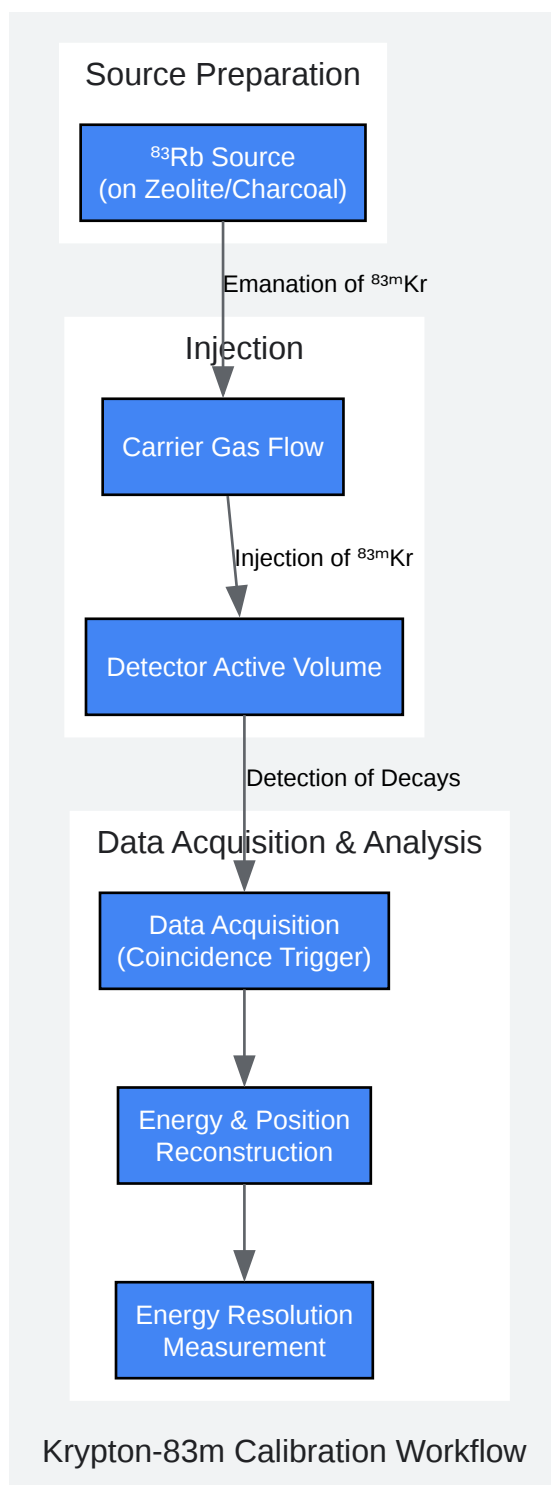 Source Preparation
⁸³Rb Source
(on Zeolite/Charcoal)
Emanation of ⁸³ᵐKr
Injection
Carrier Gas Flow
Injection of ⁸³ᵐKr
Detector Active Volume
Detection of Decays
Data Acquisition & Analysis
Data Acquisition
(Coincidence Trigger)
Energy & Position
Reconstruction
Energy Resolution
Measurement
Krypton-83m Calibration Workflow